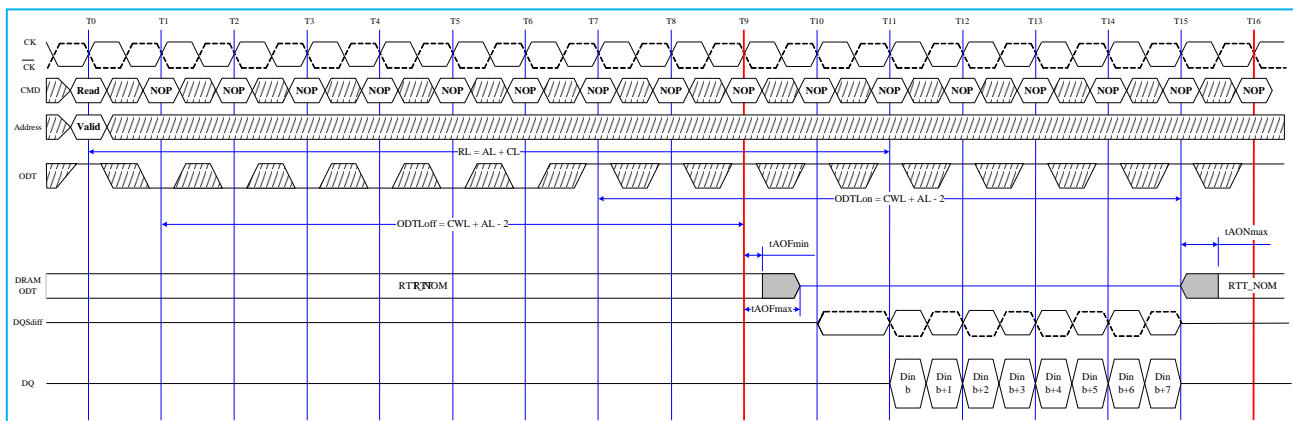 T0 T1 T2 T3 T4 T5 T6 T7 T8 T9 T10 T11 T12 T13 T14 T15 T16
CK
CK
CMD Read NOP NOP NOP NOP NOP NOP NOP NOP NOP NOP NOP NOP NOP NOP NOP NOP
Address Valid
RL = AL + CL
ODT
ODTLon = CWL + AL - 2
ODTLoff = CWL + AL - 2
tAOFmin
tAONmax
DRAM
ODT
RTT_NOM
tAOFmax
DQSdiff
DQ
Din Din Din Din Din Din Din Din
b b+1 b+2 b+3 b+4 b+5 b+6 b+7